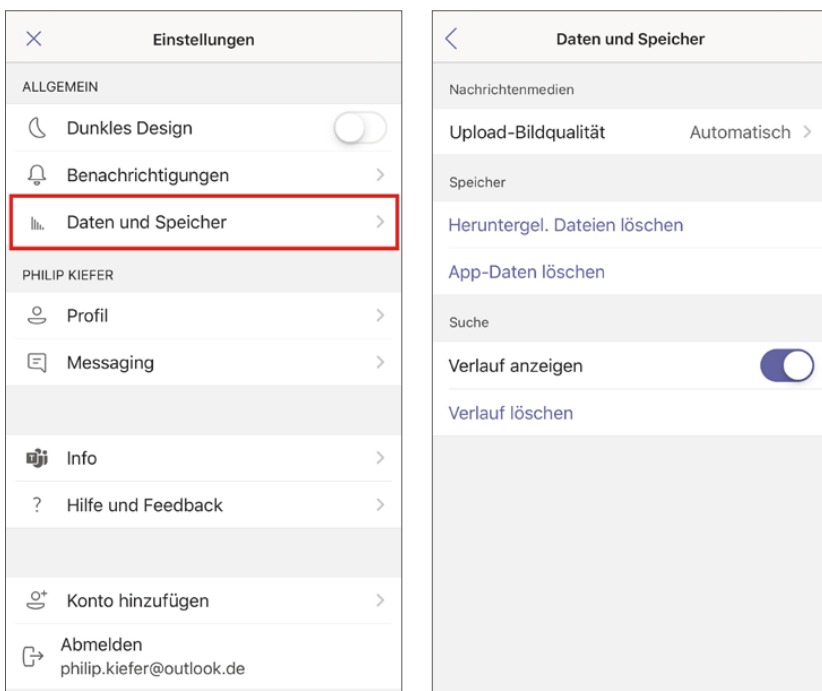 Einstellungen
ALLGEMEIN
Dunkles Design
Benachrichtigungen
Daten und Speicher
PHILIP KIEFER
Profil
Messaging
Info
? Hilfe und Feedback
Konto hinzufügen
Abmelden
philip.kiefer@outlook.de
Daten und Speicher
Nachrichtenmedien
Upload-Bildqualität Automatisch
Speicher
Heruntergel. Dateien löschen
App-Daten löschen
Suche
Verlauf anzeigen
Verlauf löschen